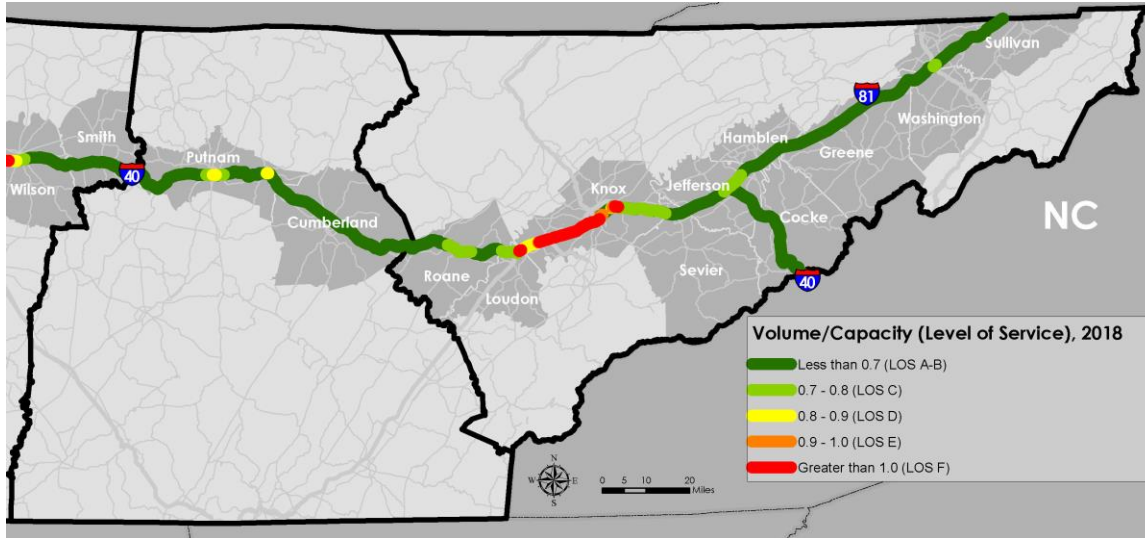 Sullivan
81
Washington
Smith
Hamblen
Putnam
Greene
40
Knox
Jefferson
Wilson
Cumberland
Cocke
NC
Roane
Sevier
40
Loudon
Volume/Capacity (Level of Service), 2018
Less than 0.7 (LOS A-B)
0.7 - 0.8 (LOS C)
0.8 - 0.9 (LOS D)
0.9 - 1.0 (LOS E)
Greater than 1.0 (LOS F)
N
W E
S
0 5 10 20
Miles